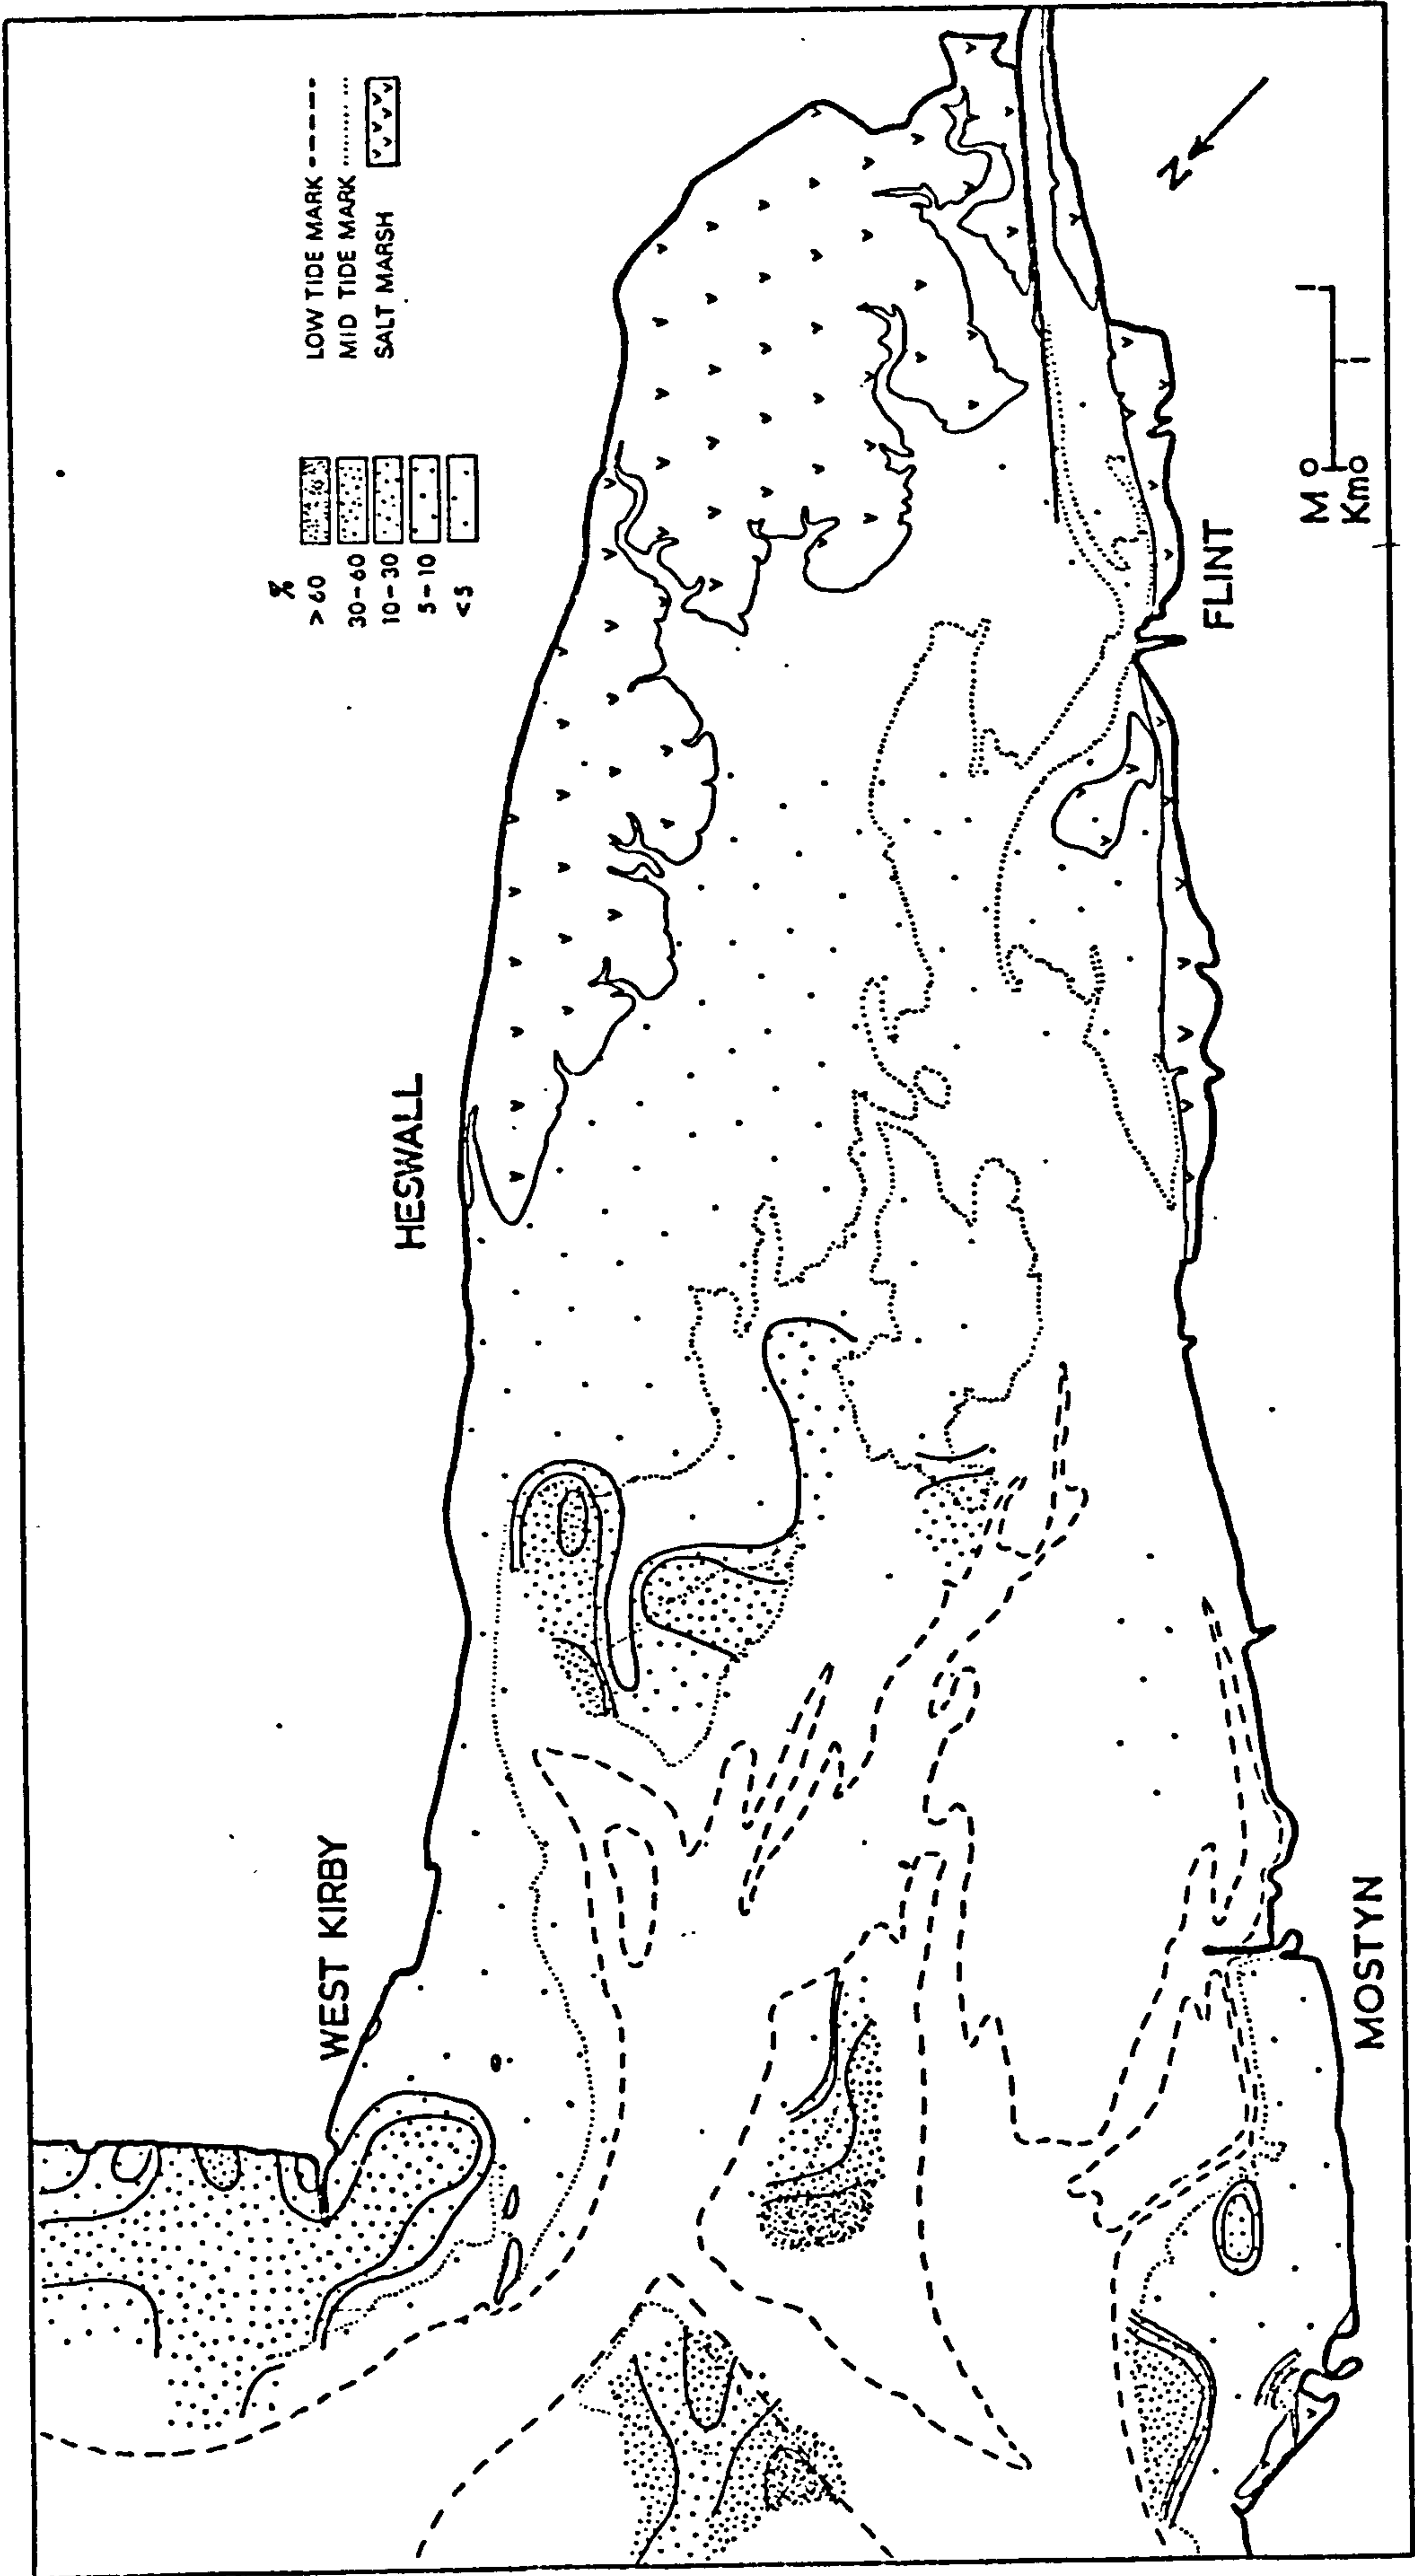 LOW TIDE MARK
MID TIDE MARK
SALT MARSH
%
>60
30-60
10-30
5-10
<5
N
M 0 1
Km 0 1
FLINT
HESWALL
WEST KIRBY
MOSTYN